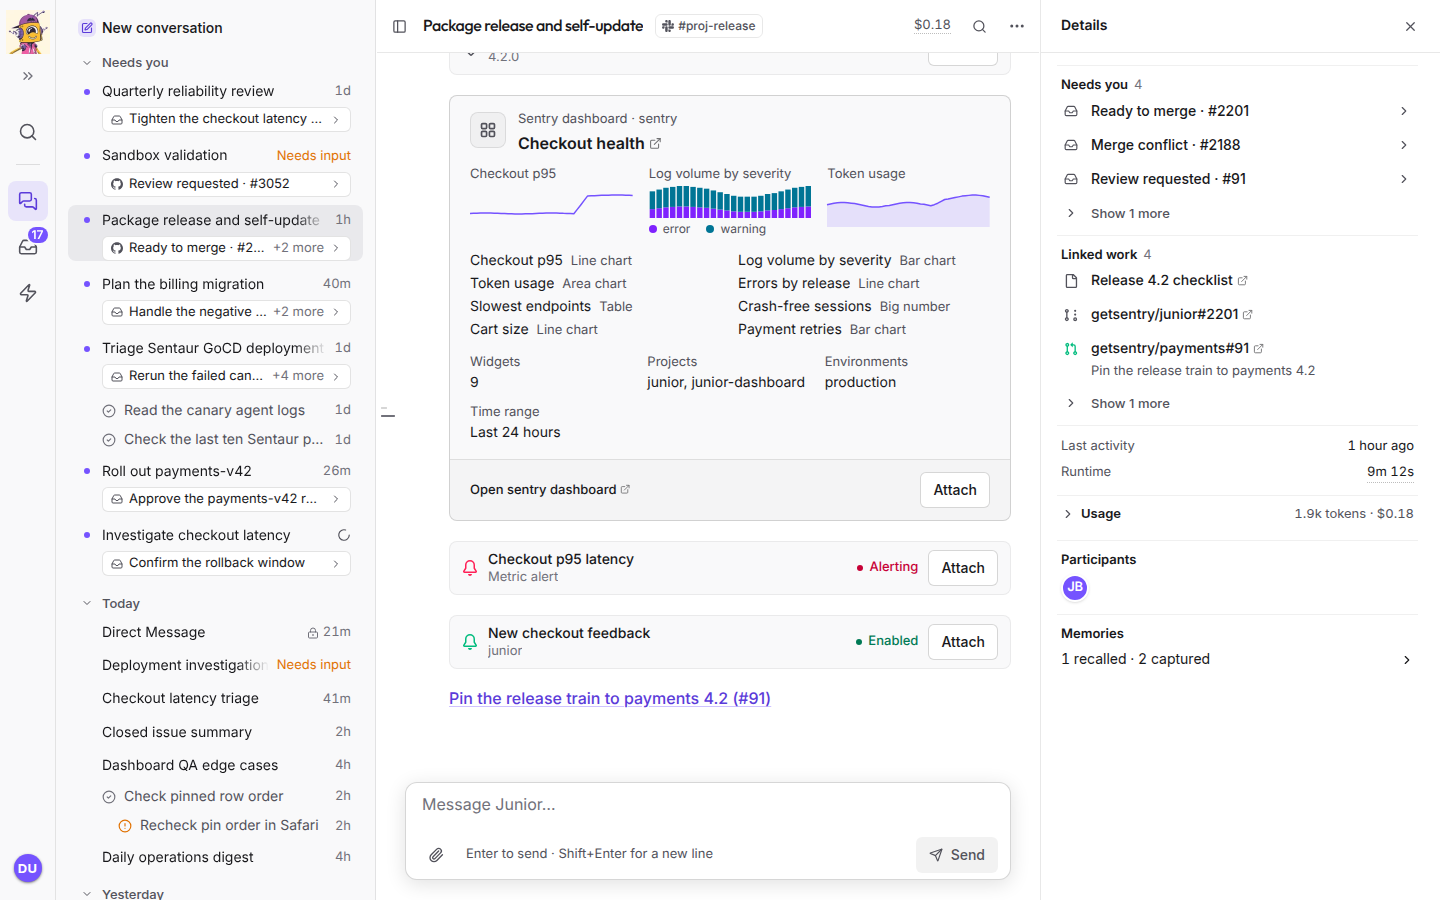 New conversation
Needs you
Quarterly reliability review 1d
Tighten the checkout latency ...
Sandbox validation Needs input
Review requested · #3052
Package release and self-update 1h
Ready to merge · #2... +2 more
17
Plan the billing migration 40m
Handle the negative ... +2 more
Triage Sentaur GoCD deployment 1d
Rerun the failed can... +4 more
Read the canary agent logs 1d
Check the last ten Sentaur p... 1d
Roll out payments-v42 26m
Approve the payments-v42 r...
Investigate checkout latency
Confirm the rollback window
Today
Direct Message 21m
Deployment investigation Needs input
Checkout latency triage 41m
Closed issue summary 2h
Dashboard QA edge cases 4h
Check pinned row order 2h
Recheck pin order in Safari 2h
Daily operations digest 4h
Yesterday
DU
Package release and self-update #proj-release $0.18
4.2.0
Sentry dashboard · sentry
Checkout health
Checkout p95 Log volume by severity Token usage
error warning
Checkout p95 Line chart Log volume by severity Bar chart
Token usage Area chart Errors by release Line chart
Slowest endpoints Table Crash-free sessions Big number
Cart size Line chart Payment retries Bar chart
Widgets Projects Environments
9 junior, junior-dashboard production
Time range
Last 24 hours
Open sentry dashboard Attach
Checkout p95 latency
Metric alert
Alerting Attach
New checkout feedback
junior
Enabled Attach
Pin the release train to payments 4.2 (#91)
Message Junior...
Enter to send · Shift+Enter for a new line Send
Details
Needs you 4
Ready to merge · #2201
Merge conflict · #2188
Review requested · #91
Show 1 more
Linked work 4
Release 4.2 checklist
getsentry/junior#2201
getsentry/payments#91
Pin the release train to payments 4.2
Show 1 more
Last activity 1 hour ago
Runtime 9m 12s
Usage 1.9k tokens · $0.18
Participants
JB
Memories
1 recalled · 2 captured